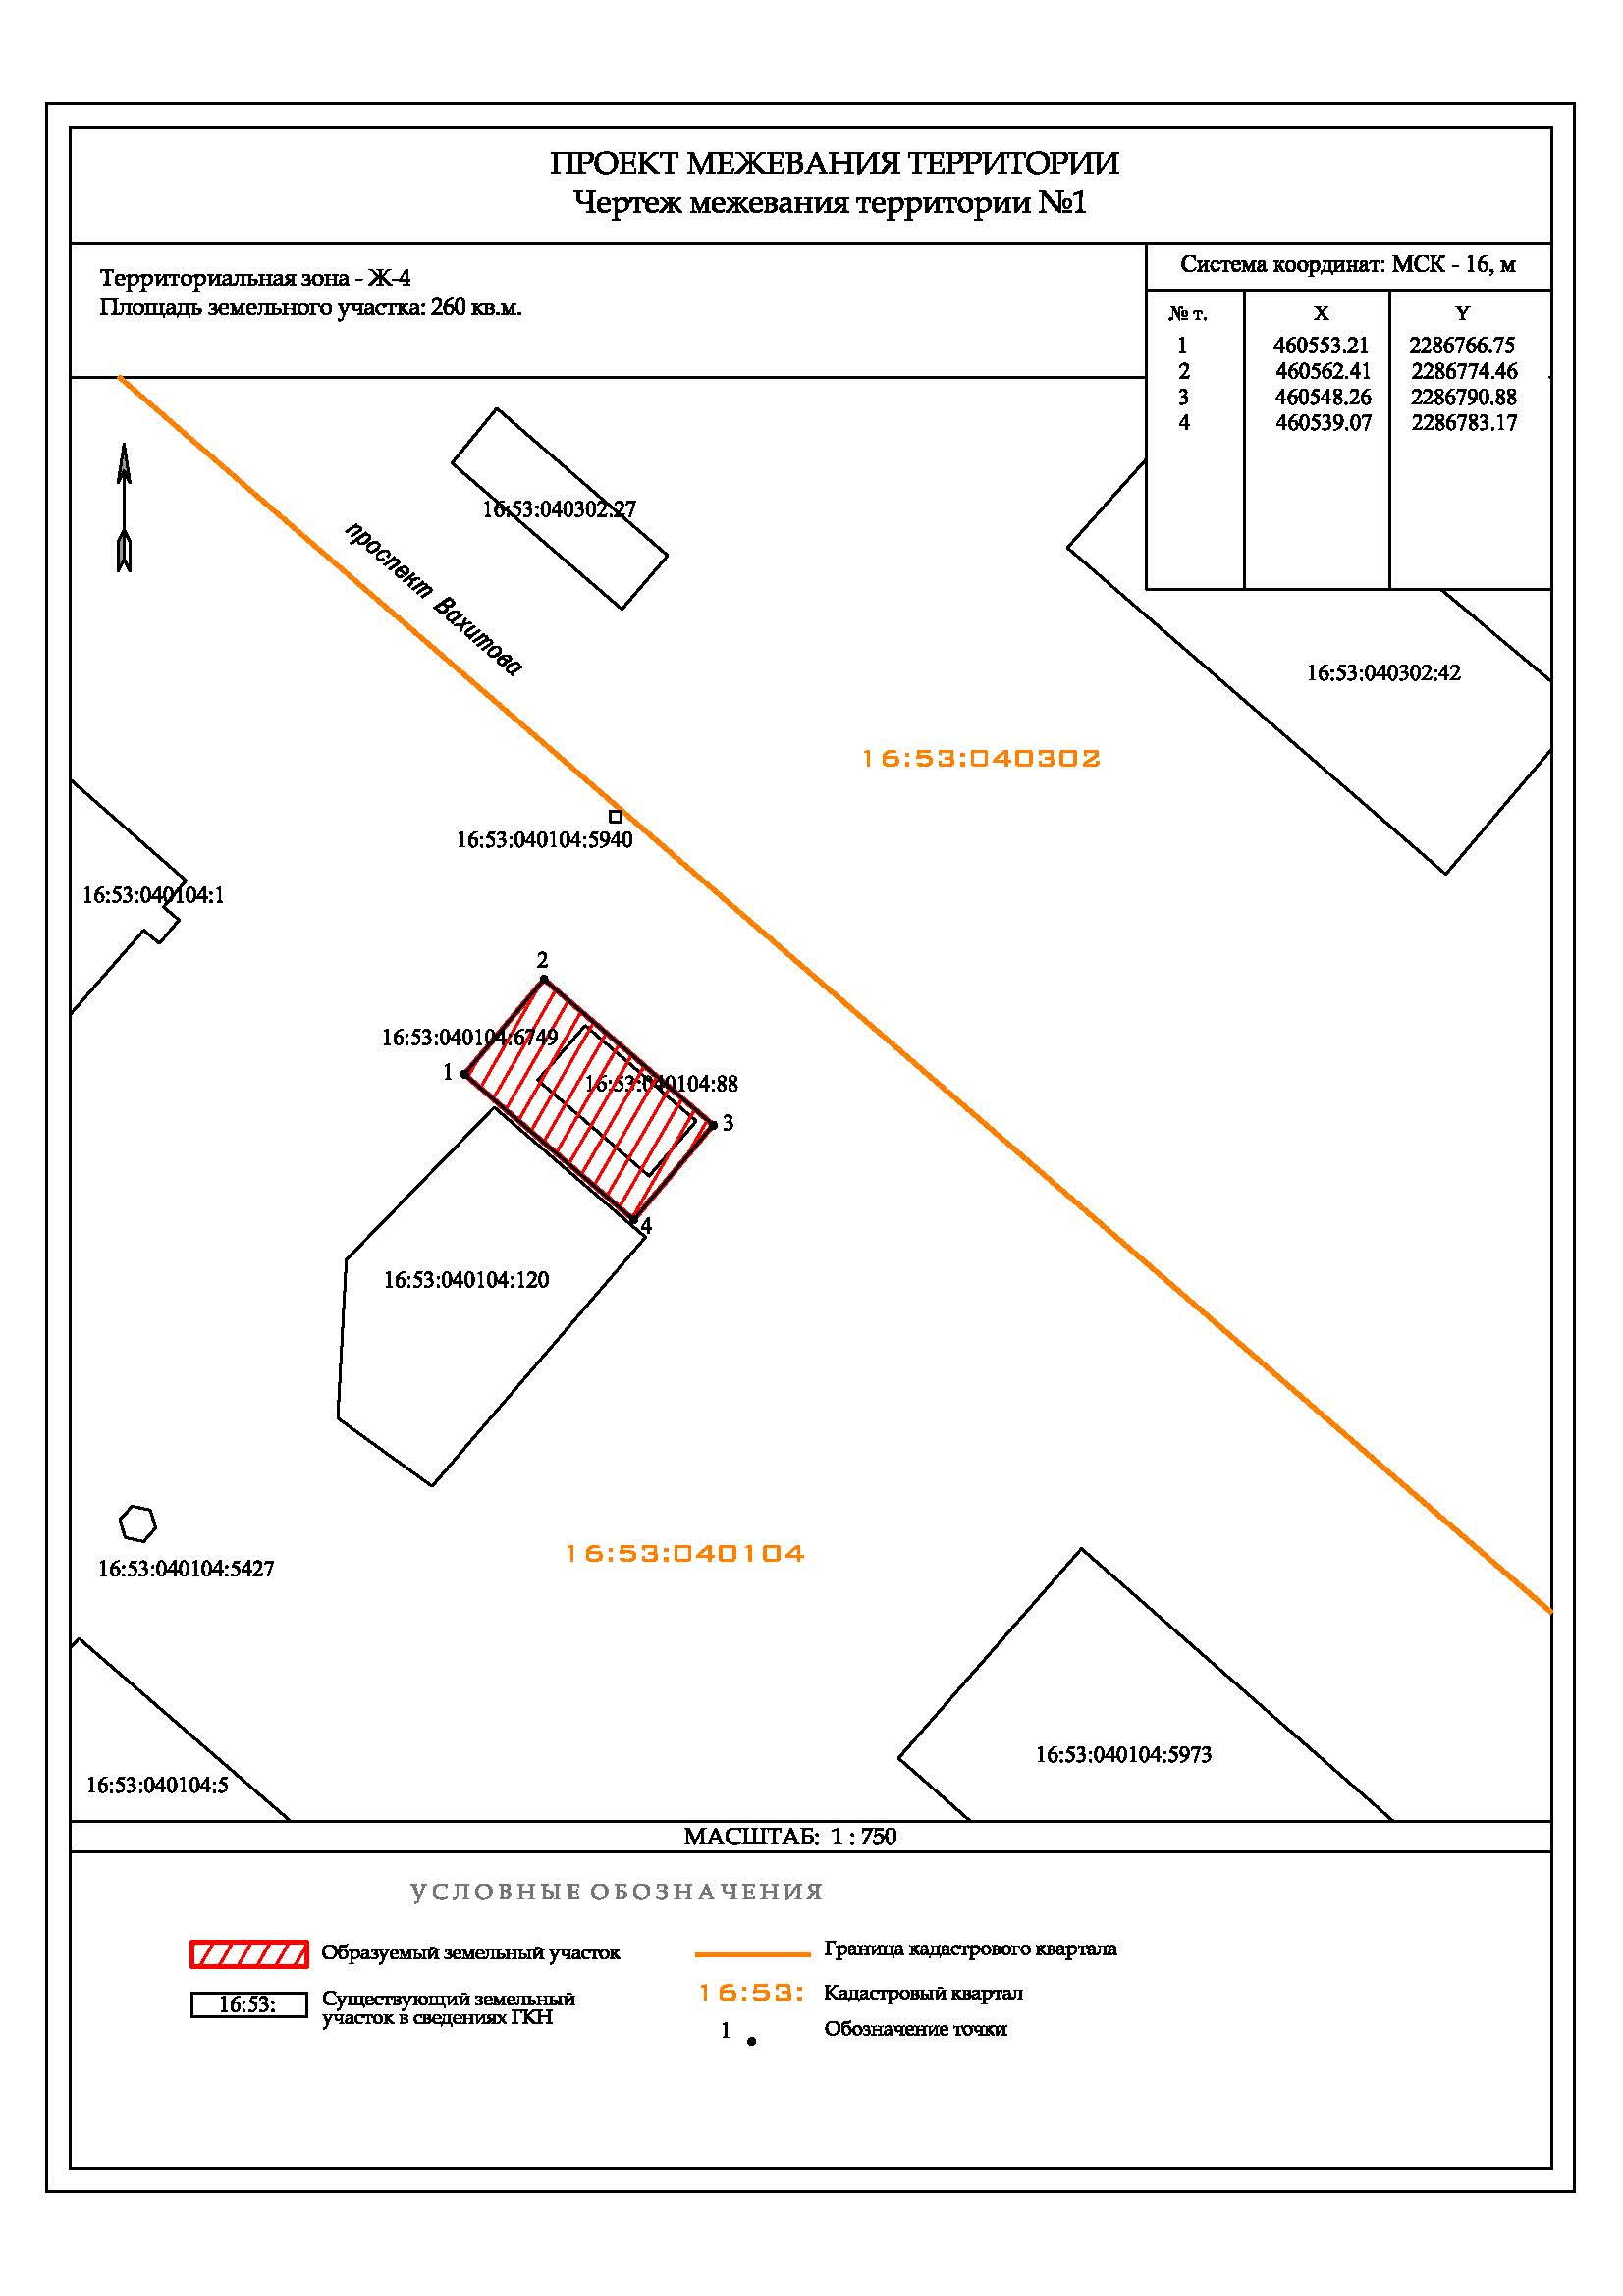 ПРОЕКТ МЕЖЕВАНИЯ ТЕРРИТОРИИ
Чертеж межевания территории №1
Территориальная зона - Ж-4
Площадь земельного участка: 260 кв.м.
Система координат: МСК - 16, м
№ т. X Y
1 460553.21 2286766.75
2 460562.41 2286774.46
3 460548.26 2286790.88
4 460539.07 2286783.17
16:53:040302:27
проспект Вахитова
16:53:040302:42
16:53:040302
16:53:040104:5940
16:53:040104:1
2
16:53:040104:6749
1
16:53:040104:88
3
4
16:53:040104:120
16:53:040104
16:53:040104:5427
16:53:040104:5973
16:53:040104:5
МАСШТАБ: 1 : 750
УСЛОВНЫЕ ОБОЗНАЧЕНИЯ
Образуемый земельный участок
Граница кадастрового квартала
16:53: Существующий земельный
участок в сведениях ГКН
16:53: Кадастровый квартал
1 Обозначение точки